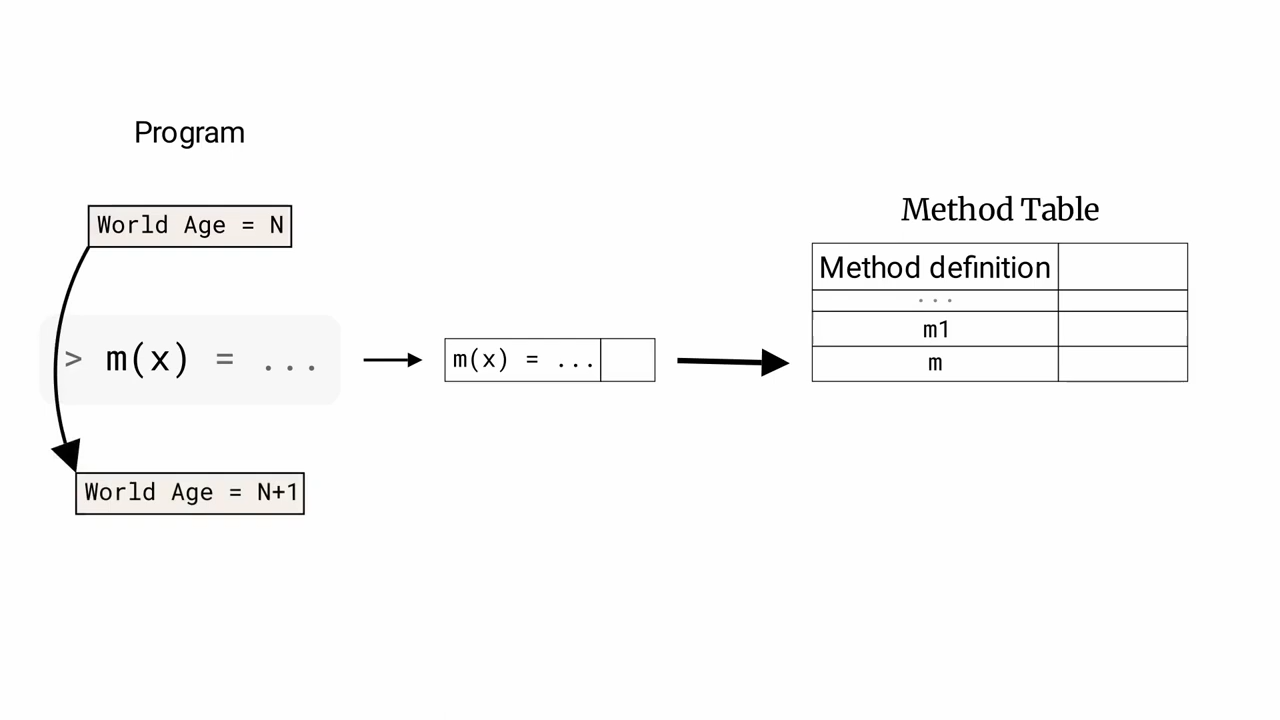 Program
World Age = N
> m(x) = ...
World Age = N+1
m(x) = ...
Method Table
Method definition
...
m1
m